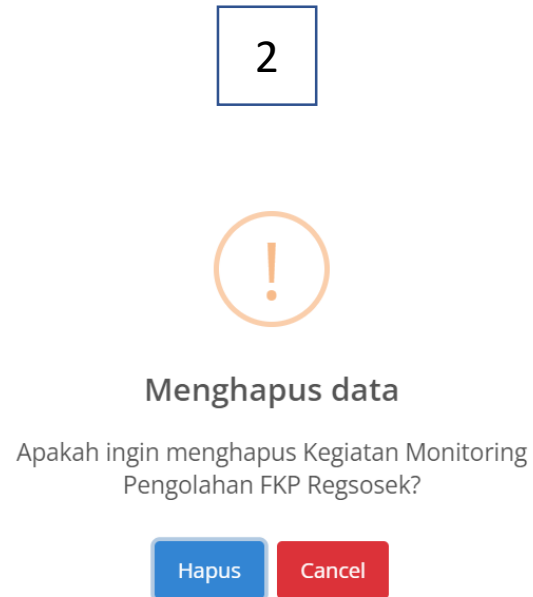 2
!
Menghapus data
Apakah ingin menghapus Kegiatan Monitoring
Pengolahan FKP Regsosek?
Hapus
Cancel